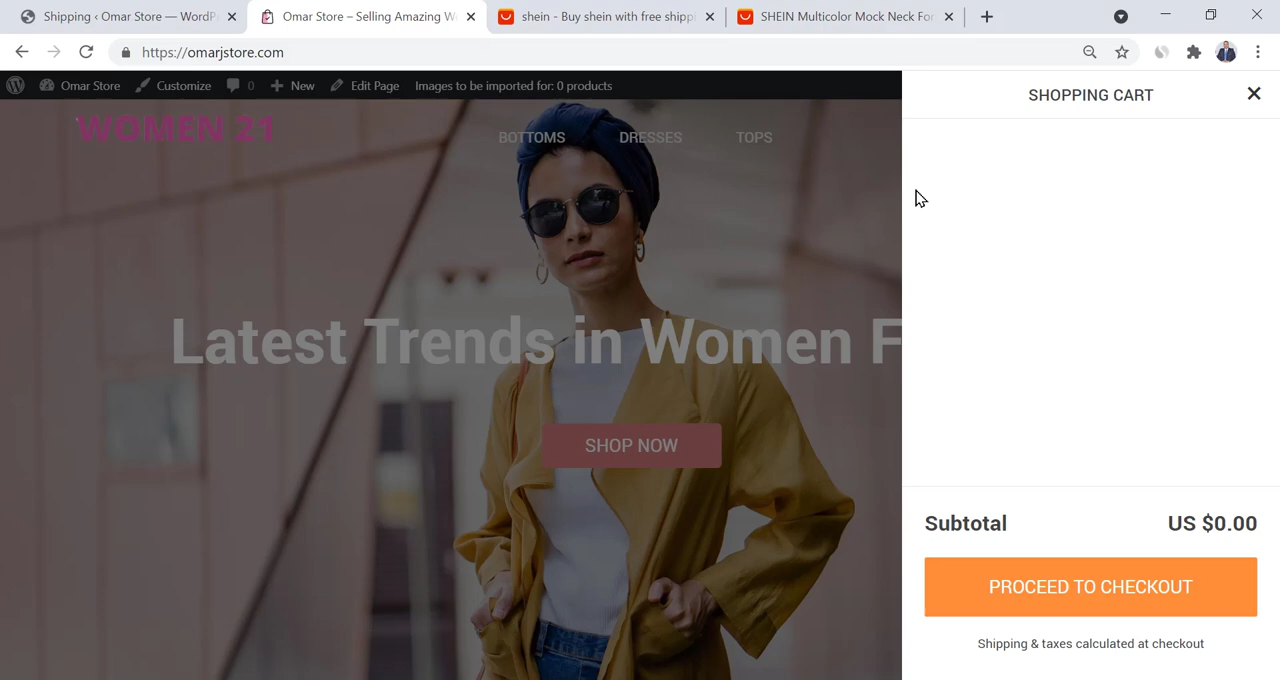 Shipping ‹ Omar Store — WordP
Omar Store – Selling Amazing W
shein - Buy shein with free shippi
SHEIN Multicolor Mock Neck For
https://omarjstore.com
Omar Store
Customize
0
New
Edit Page
Images to be imported for: 0 products
SHOPPING CART
WOMEN 21
BOTTOMS
DRESSES
TOPS
Latest Trends in Women F
SHOP NOW
Subtotal
US $0.00
PROCEED TO CHECKOUT
Shipping & taxes calculated at checkout